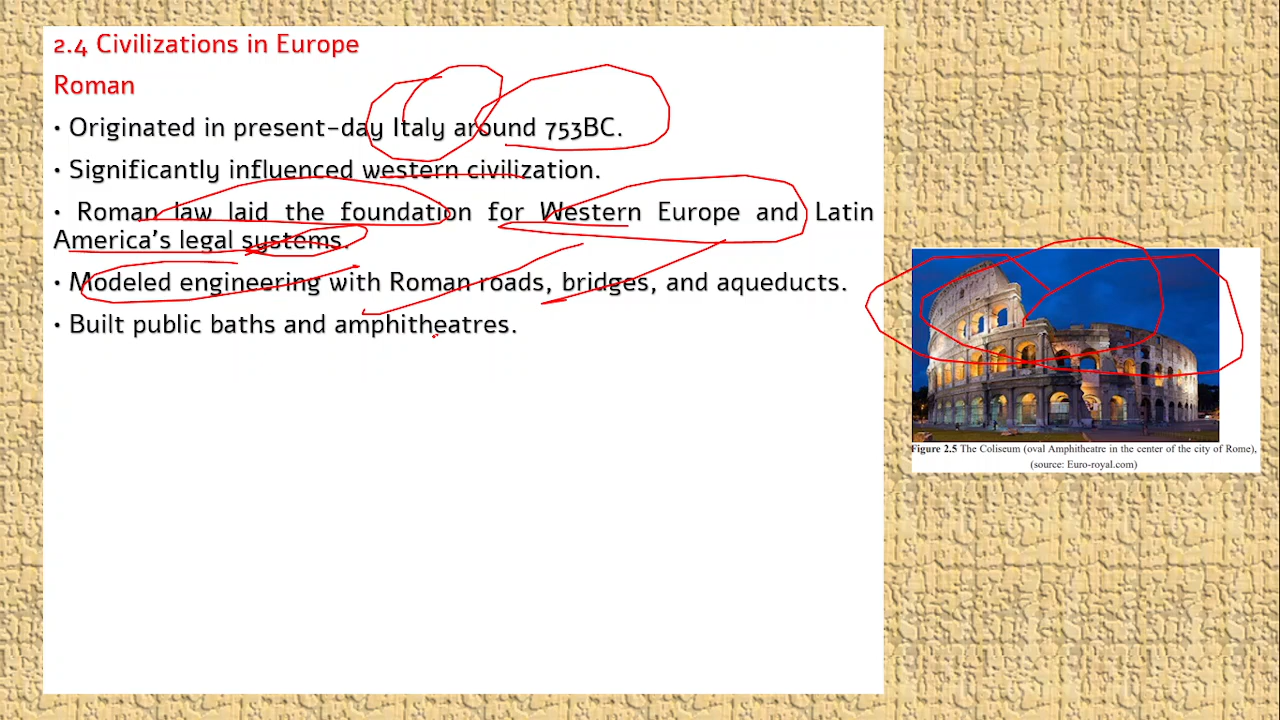 2.4 Civilizations in Europe
Roman
• Originated in present-day Italy around 753BC.
• Significantly influenced western civilization.
• Roman law laid the foundation for Western Europe and Latin
America's legal systems.
• Modeled engineering with Roman roads, bridges, and aqueducts.
• Built public baths and amphitheatres.
Figure 2.5 The Coliseum (oval Amphitheatre in the center of the city of Rome),
(source: Euro-royal.com)